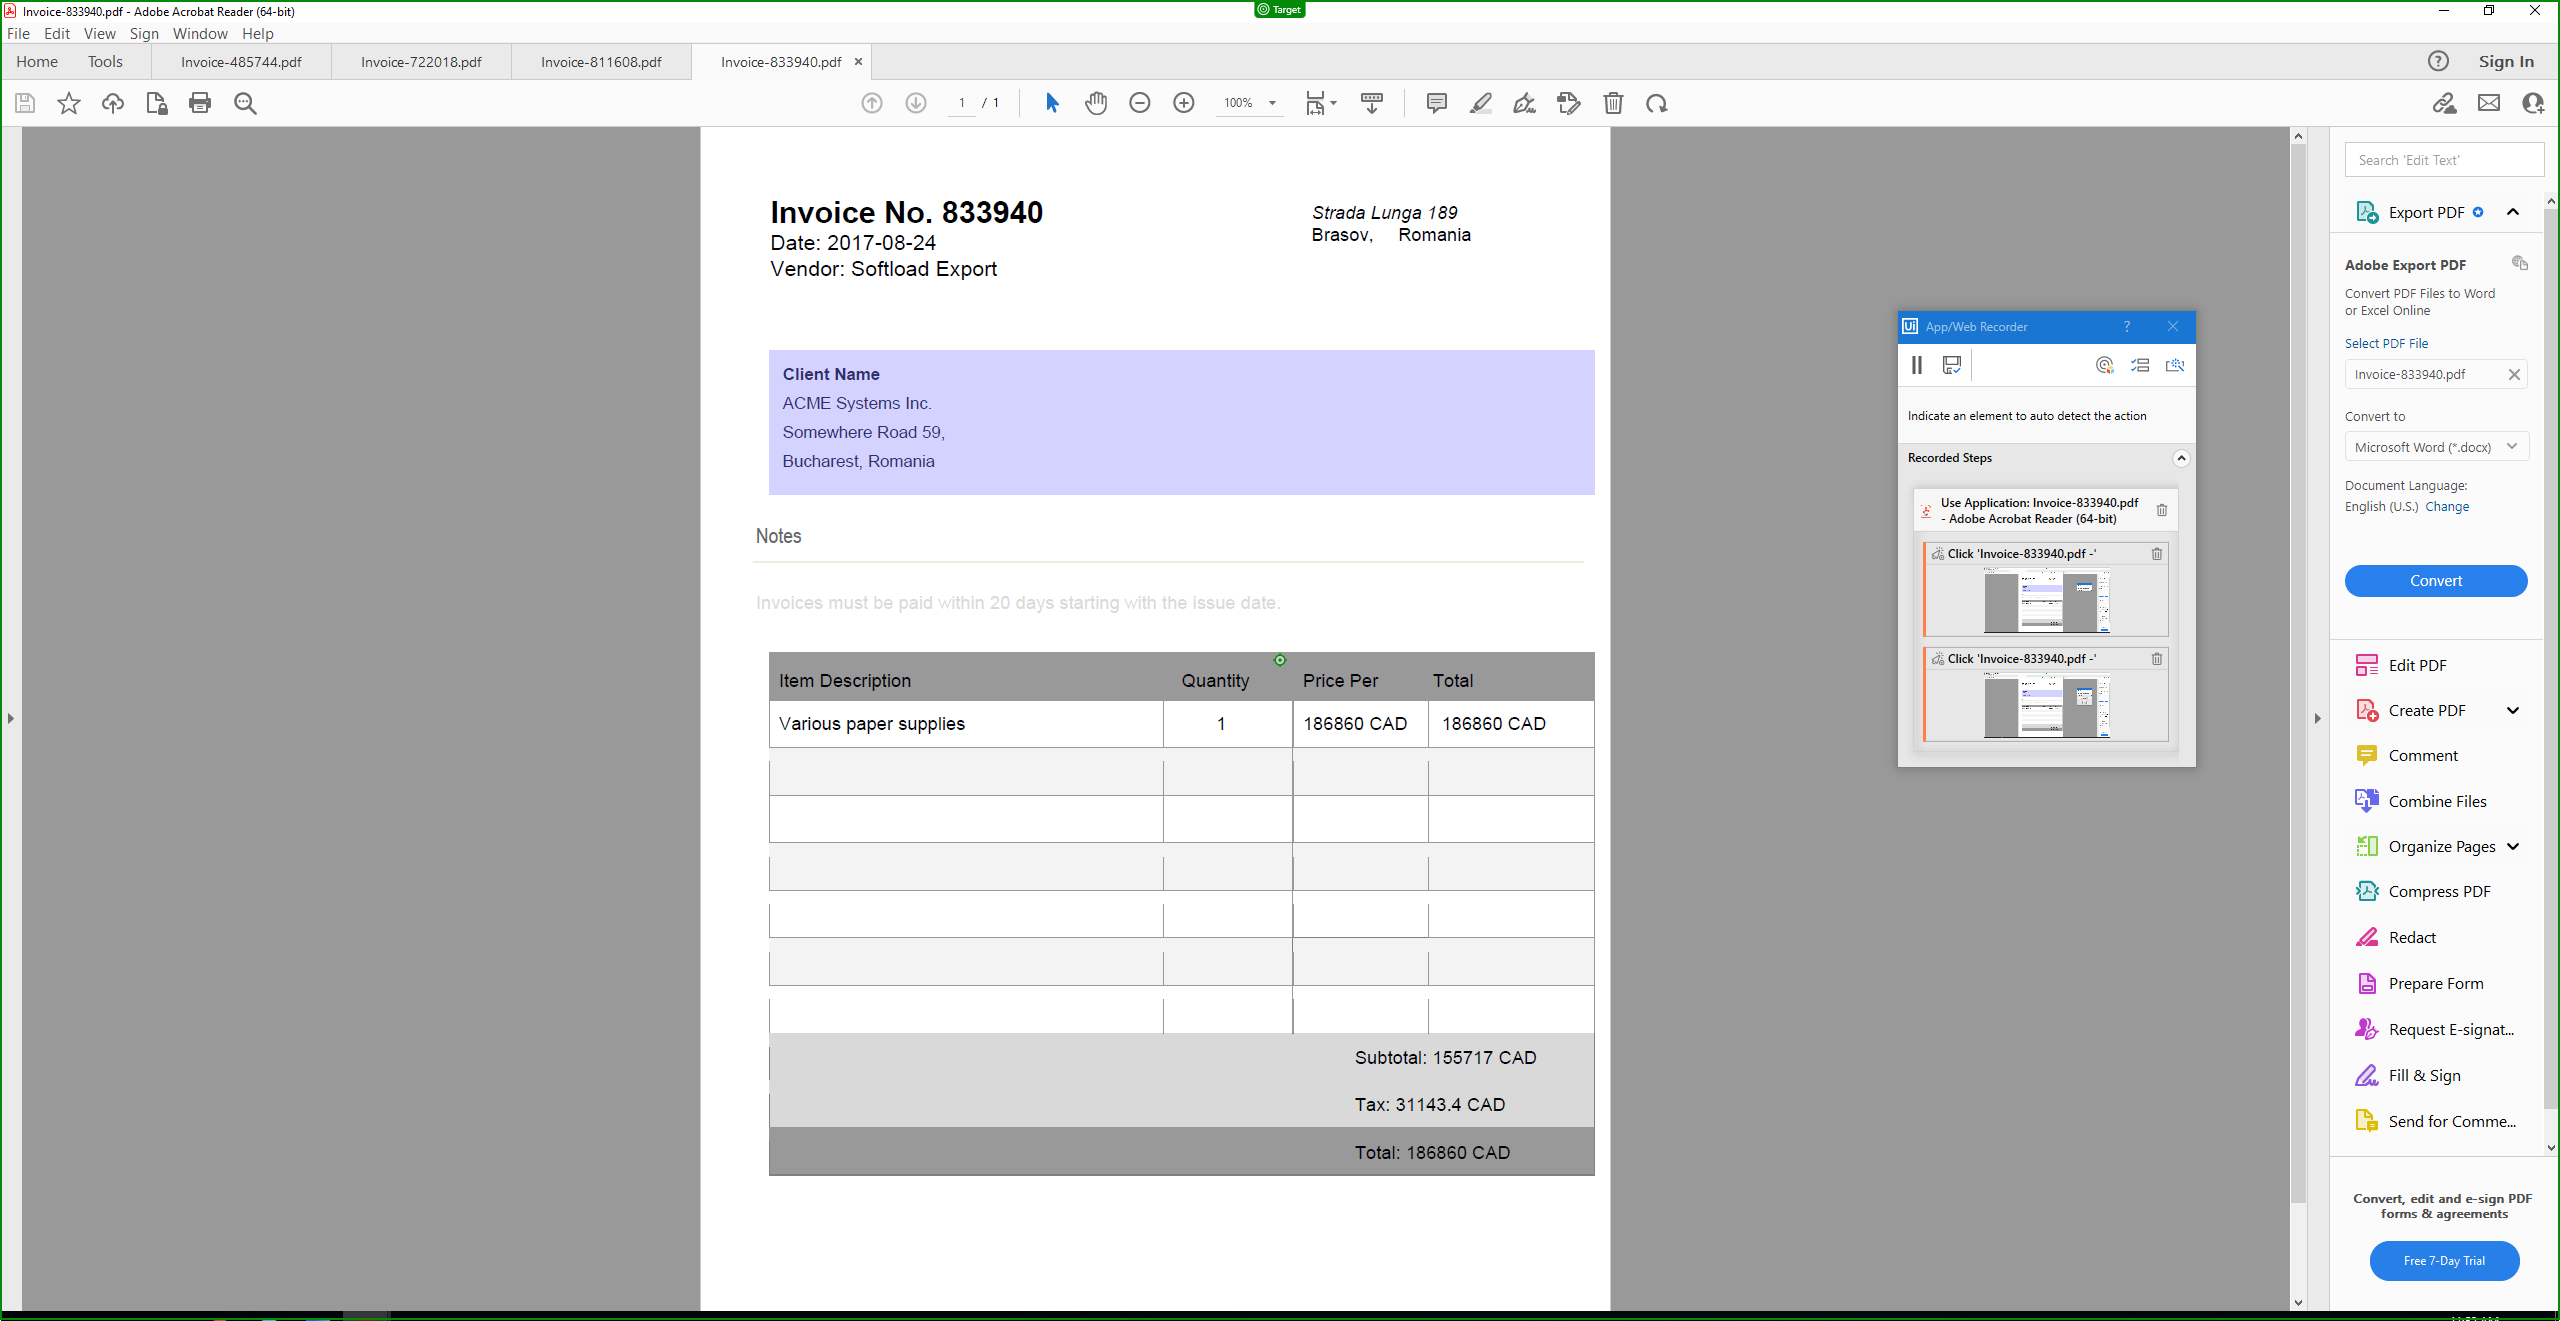 Invoice-833940.pdf - Adobe Acrobat Reader (64-bit)
Target
File Edit View Sign Window Help
Home Tools Invoice-485744.pdf Invoice-722018.pdf Invoice-811608.pdf Invoice-833940.pdf
Sign In
1 / 1
100%
Invoice No. 833940
Date: 2017-08-24
Vendor: Softload Export
Strada Lunga 189
Brasov, Romania
Client Name
ACME Systems Inc.
Somewhere Road 59,
Bucharest, Romania
Notes
Invoices must be paid within 20 days starting with the issue date.
Item Description Quantity Price Per Total
Various paper supplies 1 186860 CAD 186860 CAD
Subtotal: 155717 CAD
Tax: 31143.4 CAD
Total: 186860 CAD
Ui App/Web Recorder ?
Indicate an element to auto detect the action
Recorded Steps
Use Application: Invoice-833940.pdf
- Adobe Acrobat Reader (64-bit)
Click 'Invoice-833940.pdf -'
Click 'Invoice-833940.pdf -'
Search 'Edit Text'
Export PDF
Adobe Export PDF
Convert PDF Files to Word
or Excel Online
Select PDF File
Invoice-833940.pdf
Convert to
Microsoft Word (*.docx)
Document Language:
English (U.S.) Change
Convert
Edit PDF
Create PDF
Comment
Combine Files
Organize Pages
Compress PDF
Redact
Prepare Form
Request E-signat...
Fill & Sign
Send for Comme...
Convert, edit and e-sign PDF
forms & agreements
Free 7-Day Trial